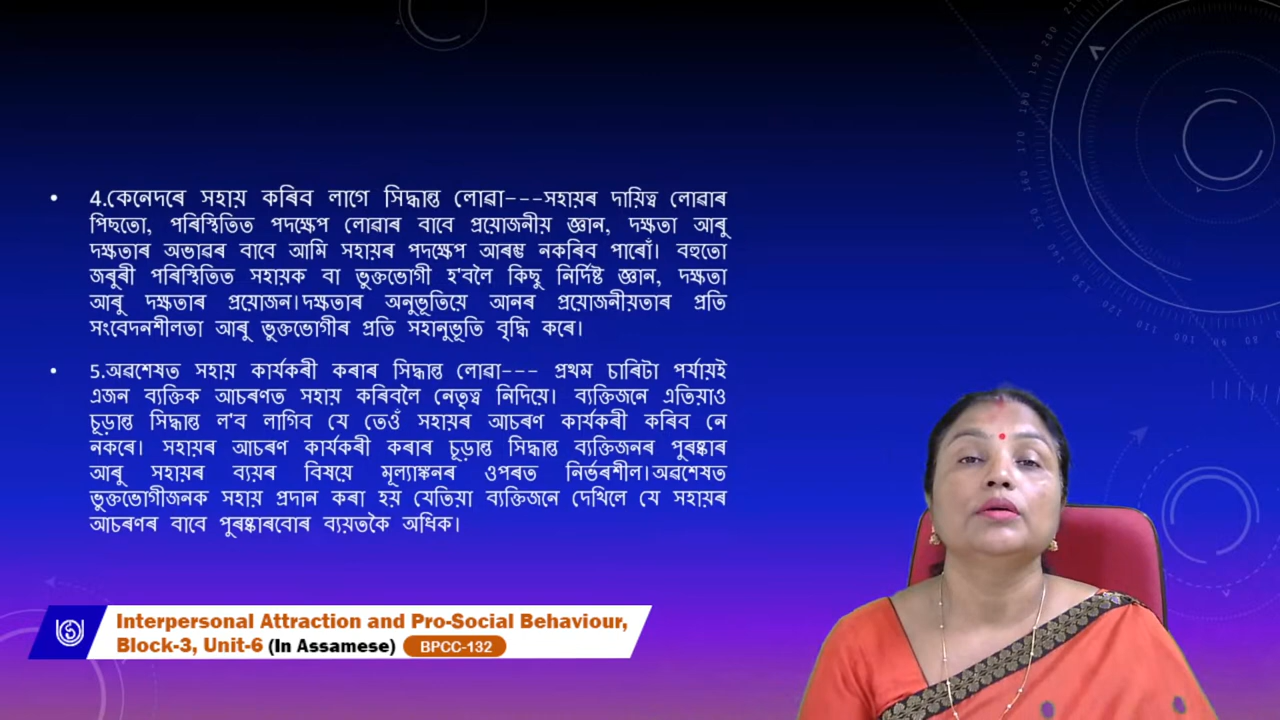 • 4.কেনেদৰে সহায় কৰিব লাগে সিদ্ধান্ত লোৱা---সহায়ৰ দায়িত্ব লোৱাৰ
পিছতো, পৰিস্থিতিত পদক্ষেপ লোৱাৰ বাবে প্ৰয়োজনীয় জ্ঞান, দক্ষতা আৰু
দক্ষতাৰ অভাৱৰ বাবে আমি সহায়ৰ পদক্ষেপ আৰম্ভ নকৰিব পাৰোঁ। বহুতো
জৰুৰী পৰিস্থিতিত সহায়ক বা ভুক্তভোগী হ'বলৈ কিছু নিৰ্দিষ্ট জ্ঞান, দক্ষতা
আৰু দক্ষতাৰ প্ৰয়োজন।দক্ষতাৰ অনুভূতিয়ে আনৰ প্ৰয়োজনীয়তাৰ প্ৰতি
সংবেদনশীলতা আৰু ভুক্তভোগীৰ প্ৰতি সহানুভূতি বৃদ্ধি কৰে।
• 5.অৱশেষত সহায় কাৰ্যকৰী কৰাৰ সিদ্ধান্ত লোৱা--- প্ৰথম চাৰিটা পৰ্যায়ই
এজন ব্যক্তিক আচৰণত সহায় কৰিবলৈ নেতৃত্ব নিদিয়ে। ব্যক্তিজনে এতিয়াও
চূড়ান্ত সিদ্ধান্ত ল'ব লাগিব যে তেওঁ সহায়ৰ আচৰণ কাৰ্যকৰী কৰিব নে
নকৰে। সহায়ৰ আচৰণ কাৰ্যকৰী কৰাৰ চূড়ান্ত সিদ্ধান্ত ব্যক্তিজনৰ পুৰষ্কাৰ
আৰু সহায়ৰ ব্যয়ৰ বিষয়ে মূল্যাঙ্কনৰ ওপৰত নিৰ্ভৰশীল।অৱশেষত
ভুক্তভোগীজনক সহায় প্ৰদান কৰা হয় যেতিয়া ব্যক্তিজনে দেখিলে যে সহায়ৰ
আচৰণৰ বাবে পুৰষ্কাৰবোৰ ব্যয়তকৈ অধিক।
Interpersonal Attraction and Pro-Social Behaviour,
Block-3, Unit-6 (In Assamese) BPCC-132